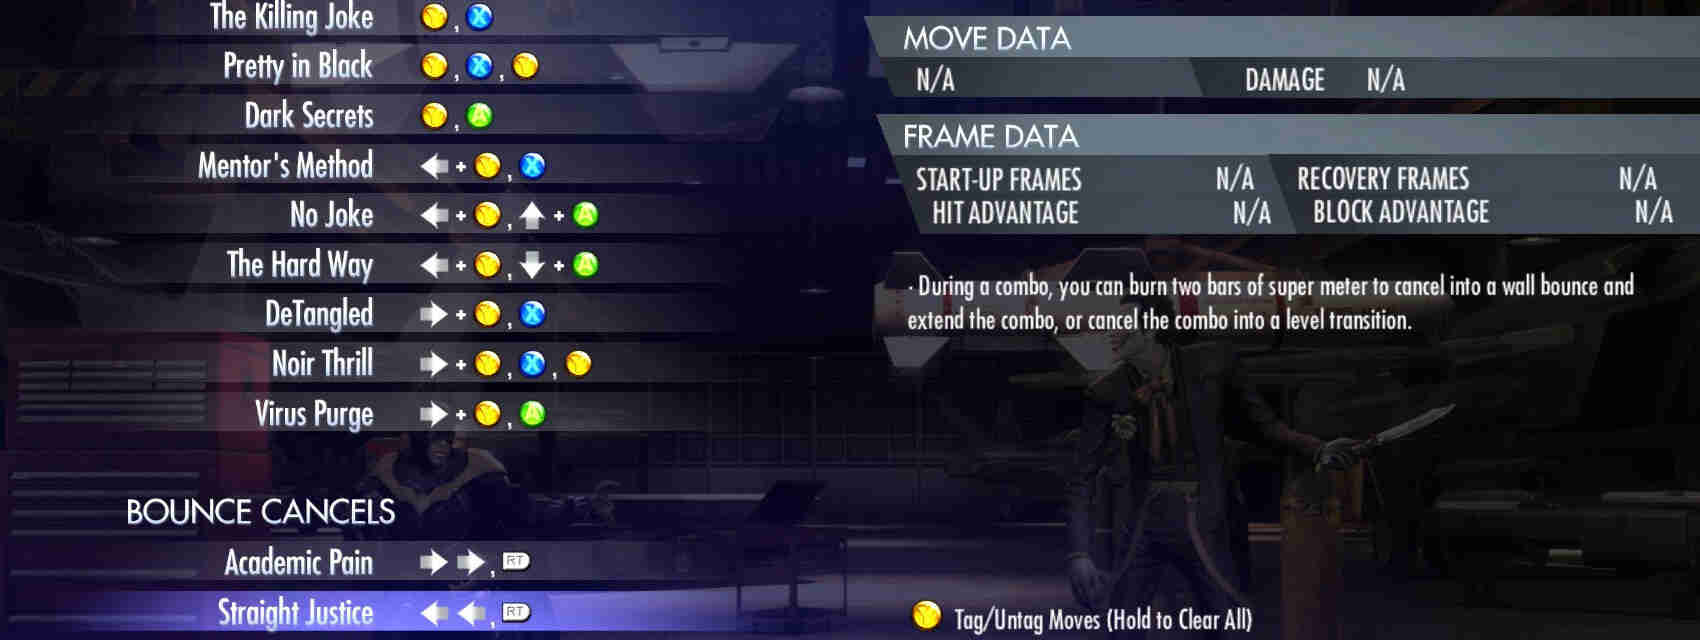 The Killing Joke Y , X
Pretty in Black Y , X , Y
Dark Secrets Y , A
Mentor's Method + Y , X
No Joke + Y , + A
The Hard Way + Y , + A
DeTangled + Y , X
Noir Thrill + Y , X , Y
Virus Purge + Y , A
BOUNCE CANCELS
Academic Pain , RT
Straight Justice , RT
MOVE DATA
N/A DAMAGE N/A
FRAME DATA
START-UP FRAMES N/A RECOVERY FRAMES N/A
HIT ADVANTAGE N/A BLOCK ADVANTAGE N/A
· During a combo, you can burn two bars of super meter to cancel into a wall bounce and
extend the combo, or cancel the combo into a level transition.
Y Tag/Untag Moves (Hold to Clear All)